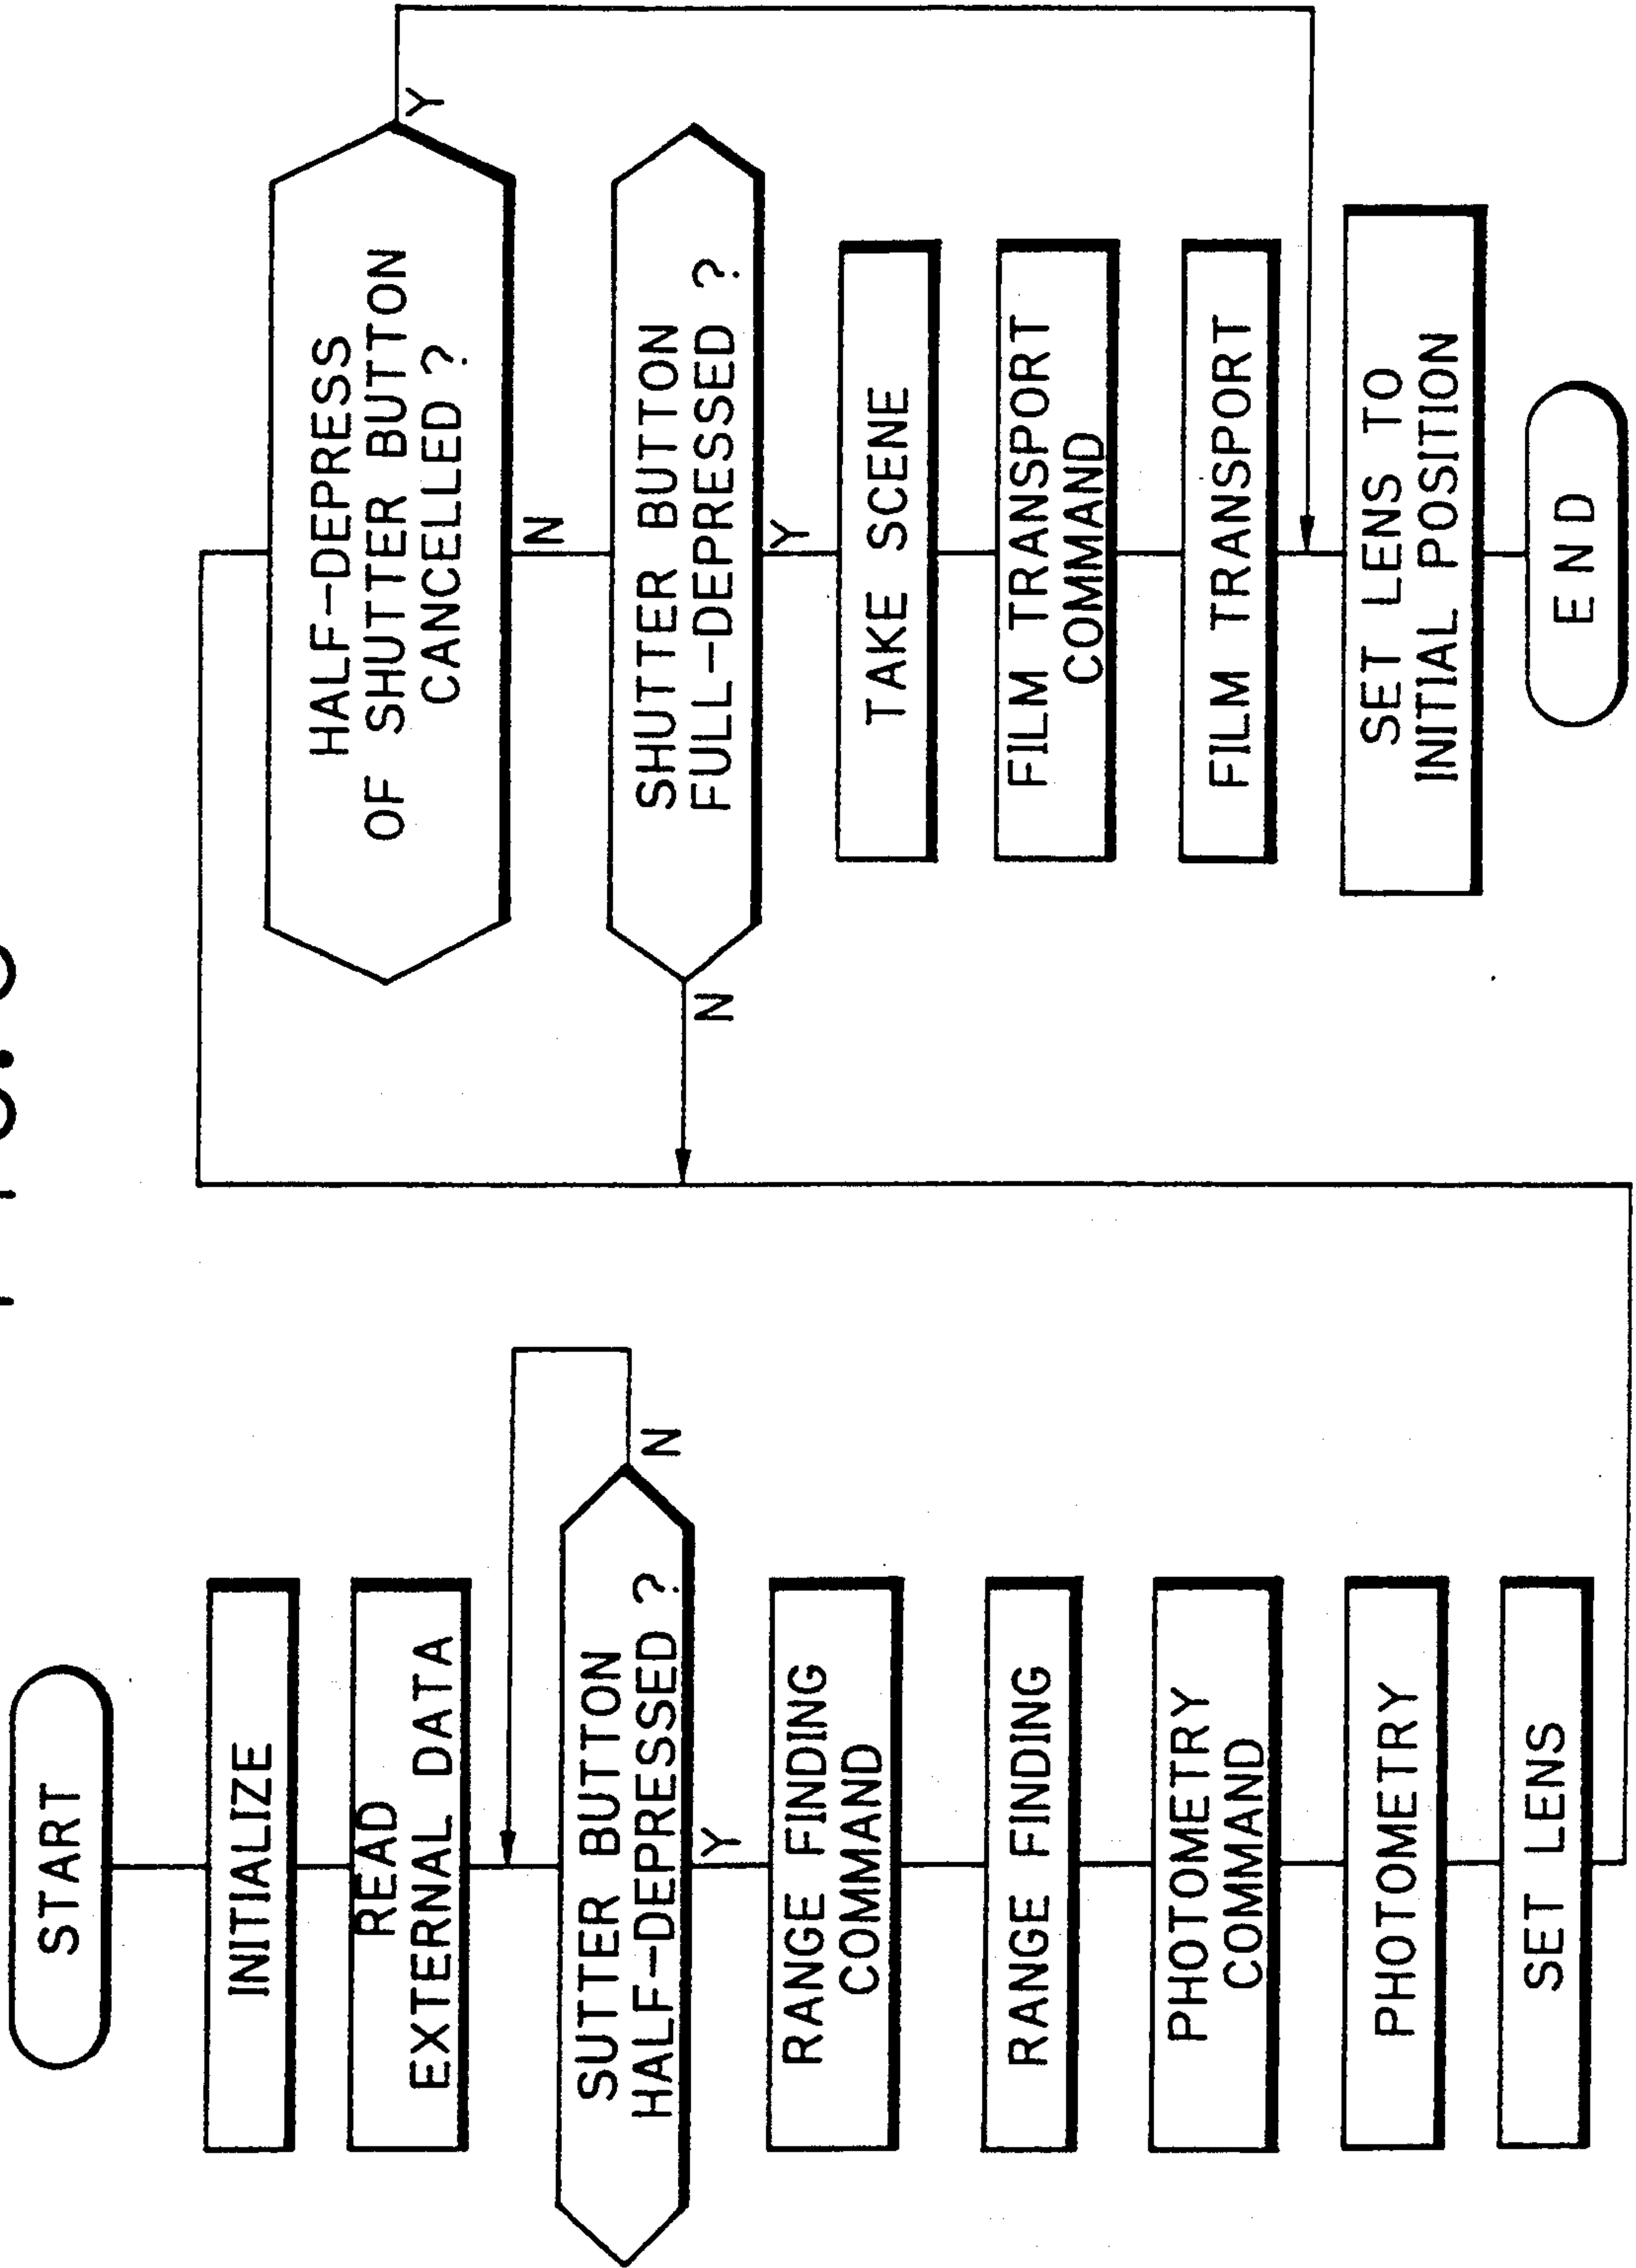 START
INITIALIZE
READ
EXTERNAL DATA
SUTTER BUTTON
HALF-DEPRESSED ?
N
Y
RANGE FINDING
COMMAND
RANGE FINDING
PHOTOMETRY
COMMAND
PHOTOMETRY
SET LENS
HALF-DEPRESS
OF SHUTTER BUTTON
CANCELLED ?
Y
N
SHUTTER BUTTON
FULL-DEPRESSED ?
N
Y
TAKE SCENE
FILM TRANSPORT
COMMAND
FILM TRANSPORT
SET LENS TO
INITIAL POSITION
END